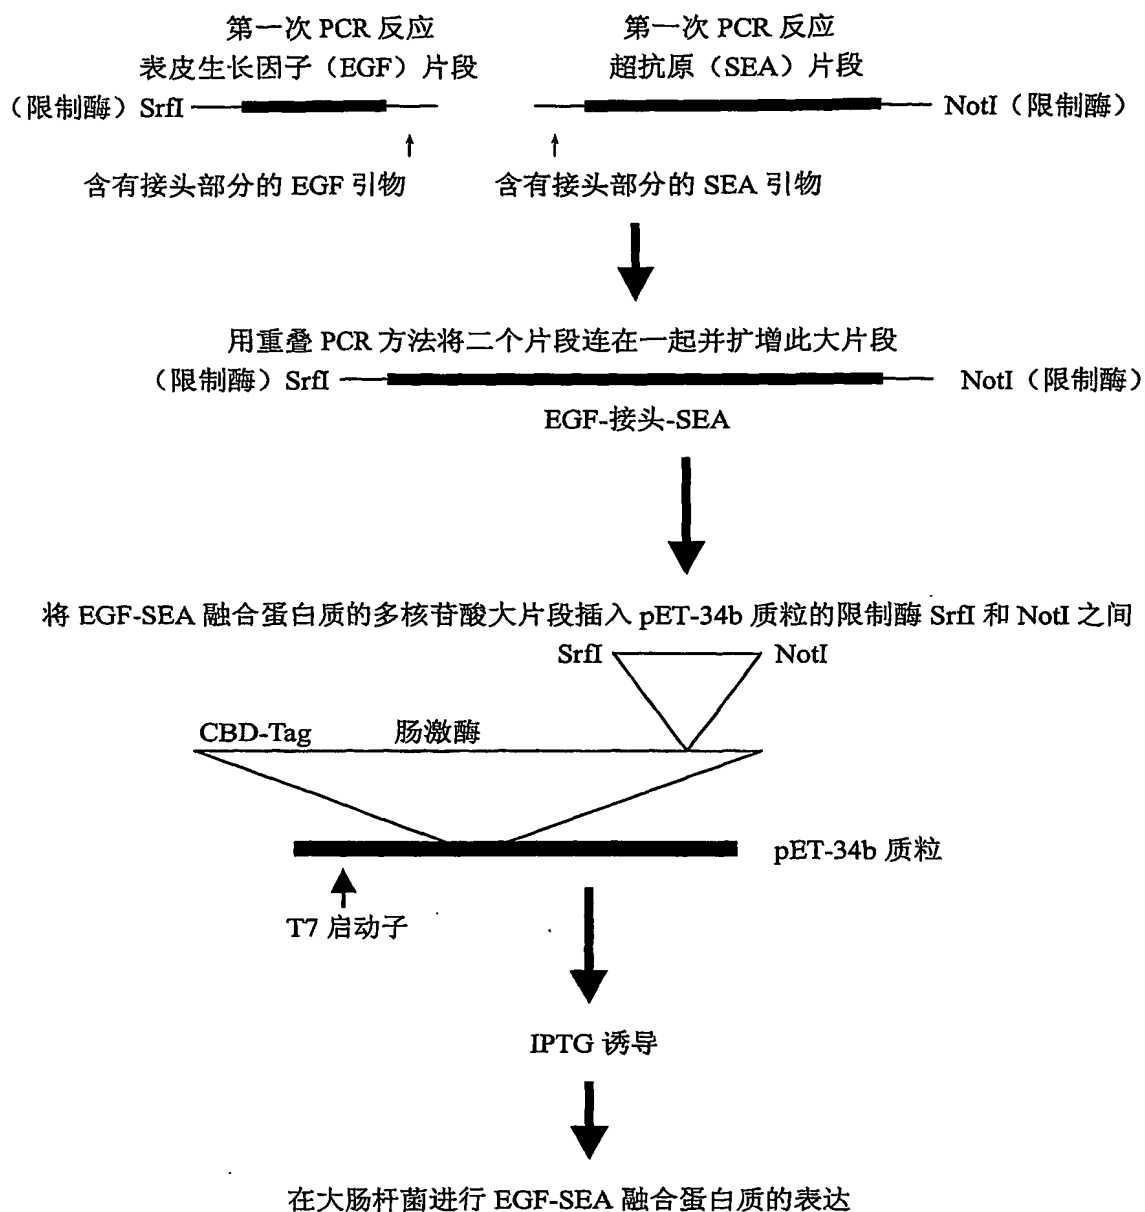 第一次 PCR 反应
表皮生长因子（EGF）片段
（限制酶）SrfI
含有接头部分的 EGF 引物
第一次 PCR 反应
超抗原（SEA）片段
NotI（限制酶）
含有接头部分的 SEA 引物
用重叠 PCR 方法将二个片段连在一起并扩增此大片段
（限制酶）SrfI
NotI（限制酶）
EGF-接头-SEA
将 EGF-SEA 融合蛋白质的多核苷酸大片段插入 pET-34b 质粒的限制酶 SrfI 和 NotI 之间
SrfI
NotI
CBD-Tag
肠激酶
pET-34b 质粒
T7 启动子
IPTG 诱导
在大肠杆菌进行 EGF-SEA 融合蛋白质的表达